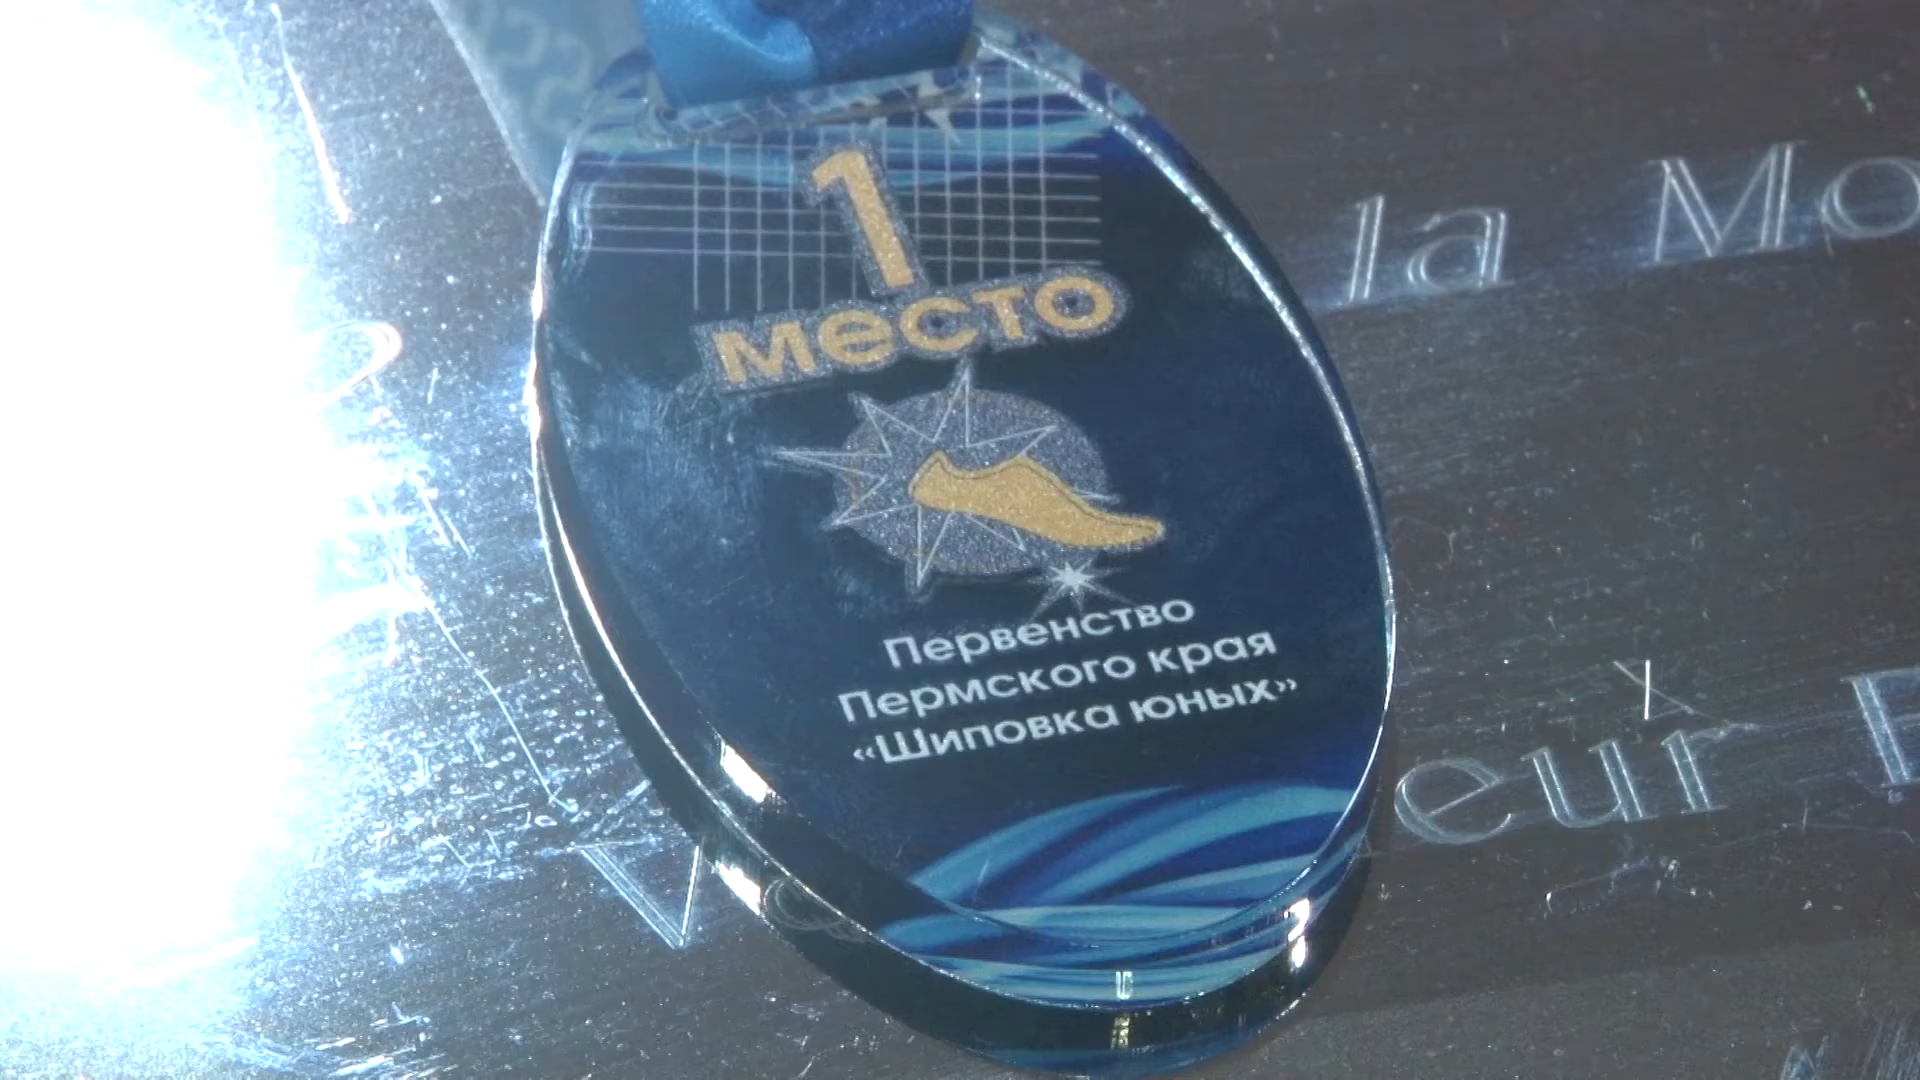 1
место
Первенство
Пермского края
«Шиповка юных»
la Mo
eur